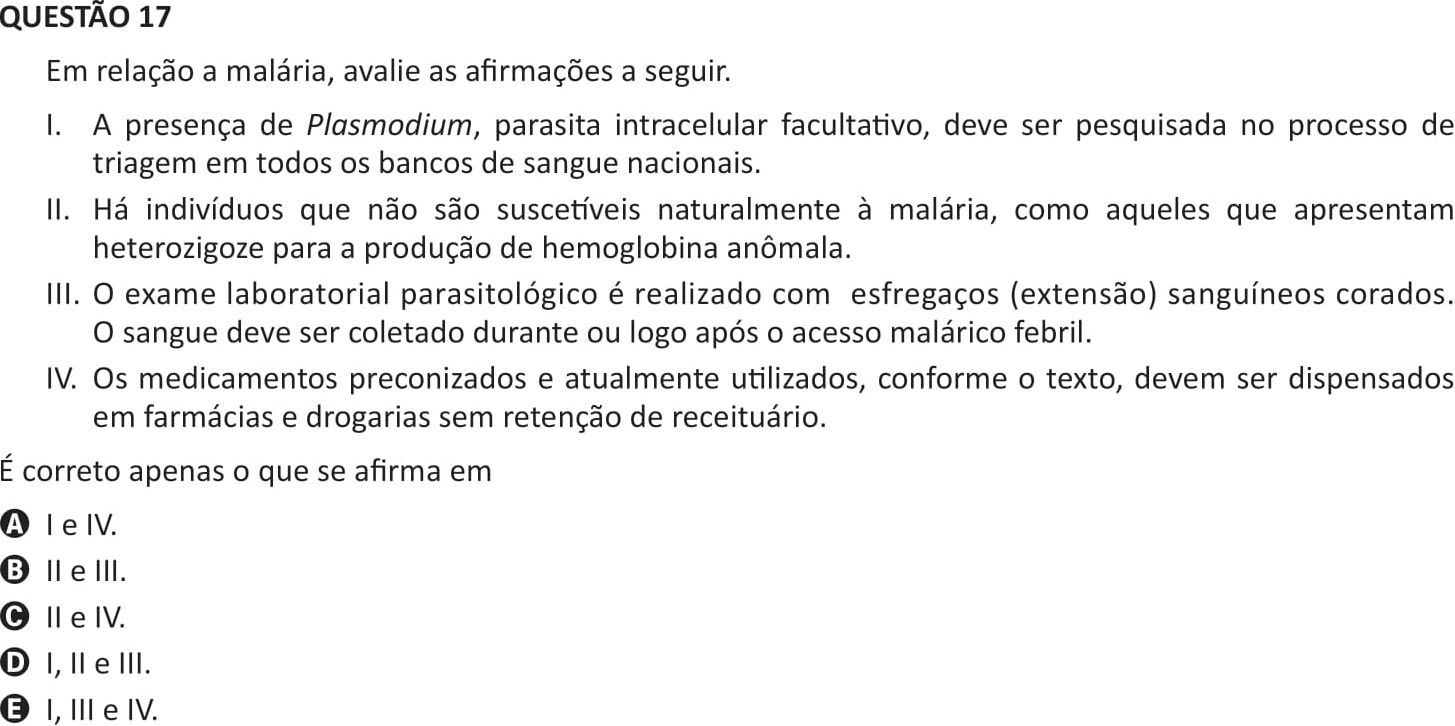 QUESTÃO 17
Em relação a malária, avalie as afirmações a seguir.
I. A presença de Plasmodium, parasita intracelular facultativo, deve ser pesquisada no processo de
triagem em todos os bancos de sangue nacionais.
II. Há indivíduos que não são suscetíveis naturalmente à malária, como aqueles que apresentam
heterozigoze para a produção de hemoglobina anômala.
III. O exame laboratorial parasitológico é realizado com esfregaços (extensão) sanguíneos corados.
O sangue deve ser coletado durante ou logo após o acesso malárico febril.
IV. Os medicamentos preconizados e atualmente utilizados, conforme o texto, devem ser dispensados
em farmácias e drogarias sem retenção de receituário.
É correto apenas o que se afirma em
A I e IV.
B II e III.
C II e IV.
D I, II e III.
E I, III e IV.